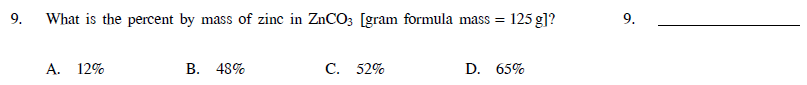 9. What is the percent by mass of zinc in ZnCO₃ [gram formula mass = 125 g]? 9.
A. 12% B. 48% C. 52% D. 65%